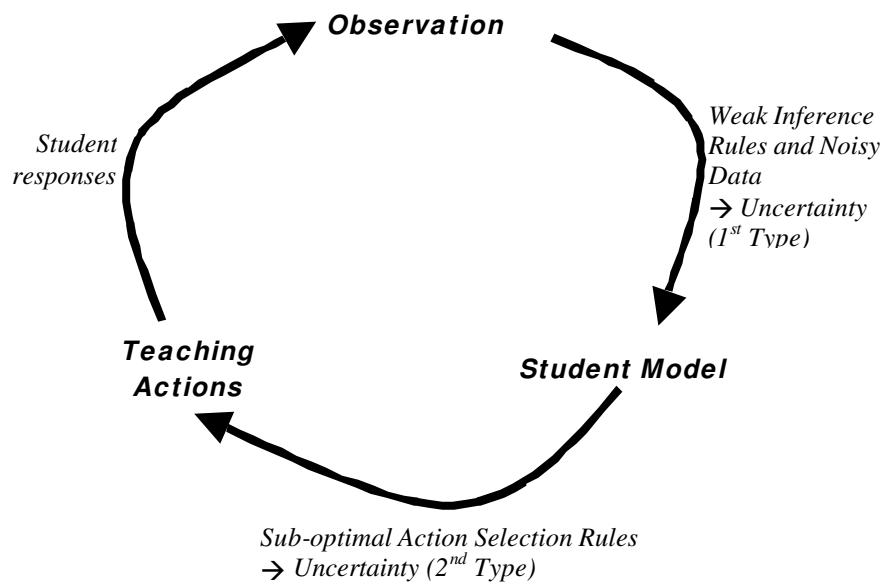 Observation
Weak Inference
Rules and Noisy
Data
→ Uncertainty
(1st Type)
Student
responses
Teaching
Actions
Student Model
Sub-optimal Action Selection Rules
→ Uncertainty (2nd Type)